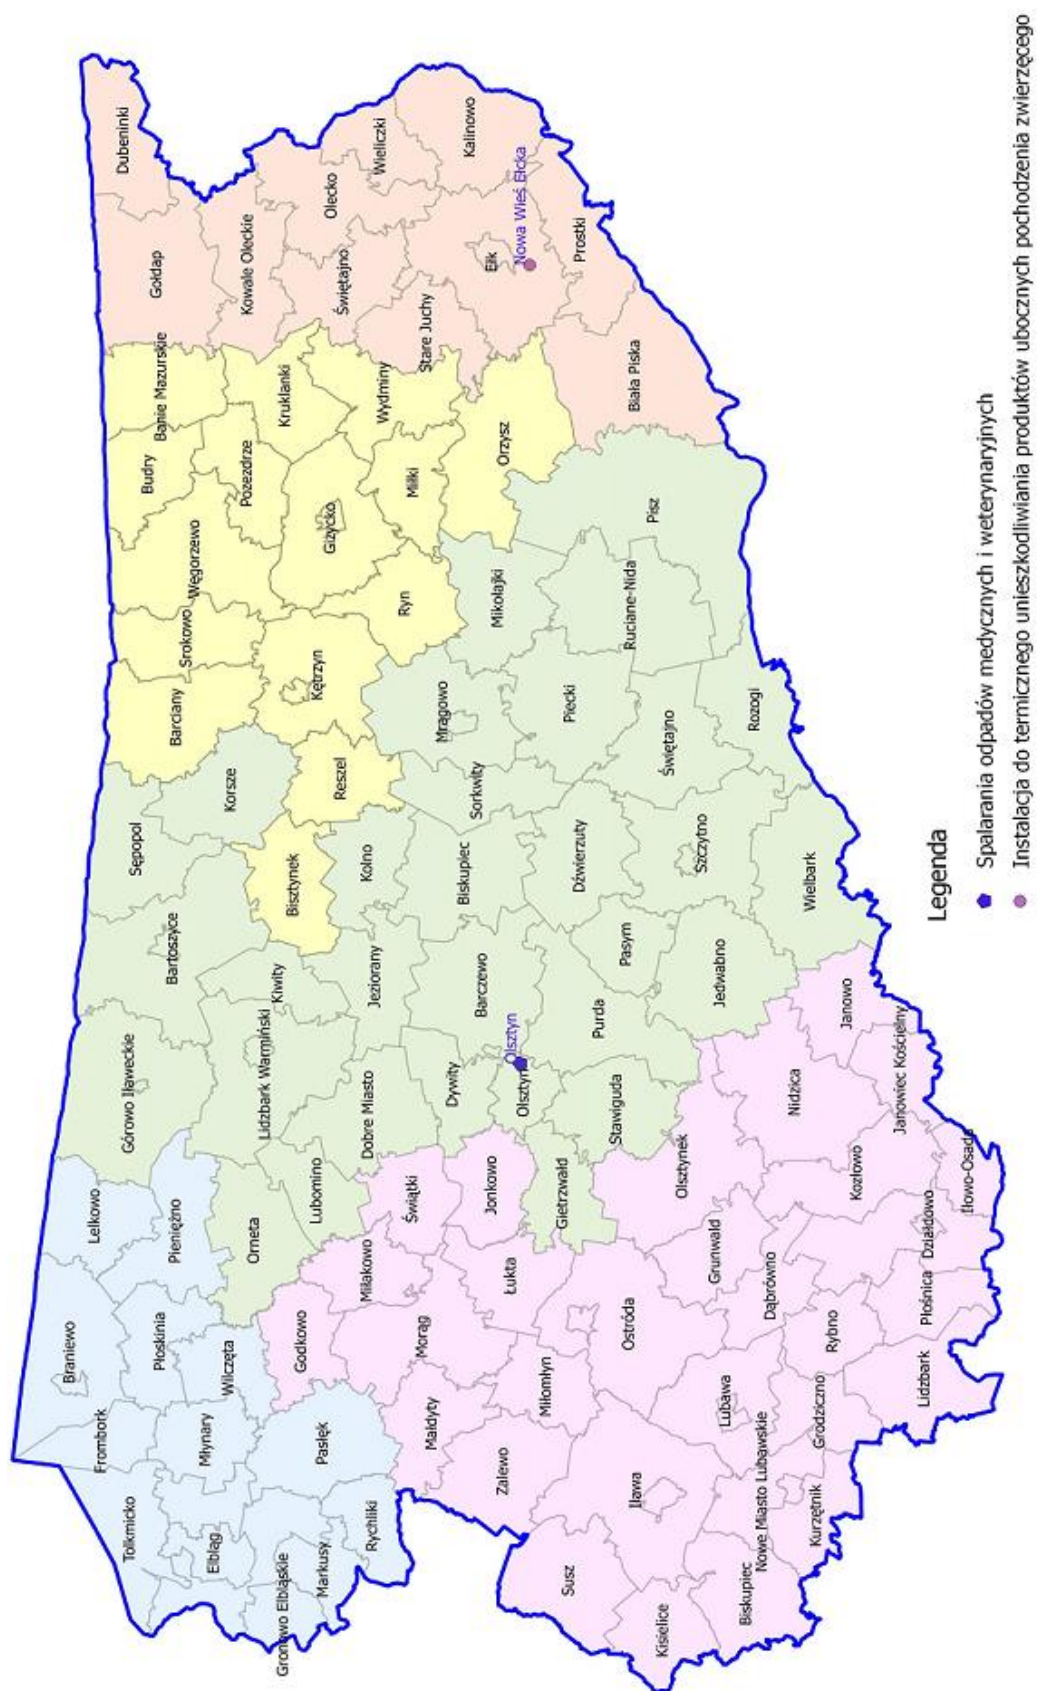 Dubeninki
Gołdap
Kowale Oleckie
Olecko
Wieliczki
Świętajno
Kalinowo
Stare Juchy
Ełk
Nowa Wieś Ełcka
Prostki
Biała Piska
Banie Mazurskie
Budry
Kruklanki
Pozezdrze
Wydminy
Węgorzewo
Giżycko
Miłki
Orzysz
Srokowo
Ryn
Barciany
Kętrzyn
Reszel
Bisztynek
Pisz
Mikołajki
Ruciane-Nida
Mrągowo
Piecki
Korsze
Sorkwity
Świętajno
Rozogi
Sępopol
Kolno
Biskupiec
Dźwierzuty
Szczytno
Wielbark
Bartoszyce
Kiwity
Jeziorany
Barczewo
Pasym
Jedwabno
Purda
Górowo Iławeckie
Lidzbark Warmiński
Dobre Miasto
Dywity
Olsztyn
Olsztyn
Stawiguda
Lubomino
Orneta
Gietrzwałd
Janowo
Nidzica
Janowiec Kościelny
Kozłowo
Iłowo-Osada
Olsztynek
Jonkowo
Świątki
Lelkowo
Pieniężno
Miłakowo
Łukta
Grunwald
Dąbrówno
Działdowo
Płośnica
Braniewo
Płoskinia
Wilczęta
Godkowo
Morąg
Ostróda
Rybno
Lidzbark
Frombork
Młynary
Pasłęk
Małdyty
Miłomłyn
Lubawa
Grodziczno
Tolkmicko
Elbląg
Gronowo Elbląskie
Markusy
Rychliki
Zalewo
Iława
Nowe Miasto Lubawskie
Kurzętnik
Susz
Biskupiec
Kisielice
Legenda
Spalarania odpadów medycznych i weterynaryjnych
Instalacja do termicznego unieszkodliwiania produktów ubocznych pochodzenia zwierzęcego